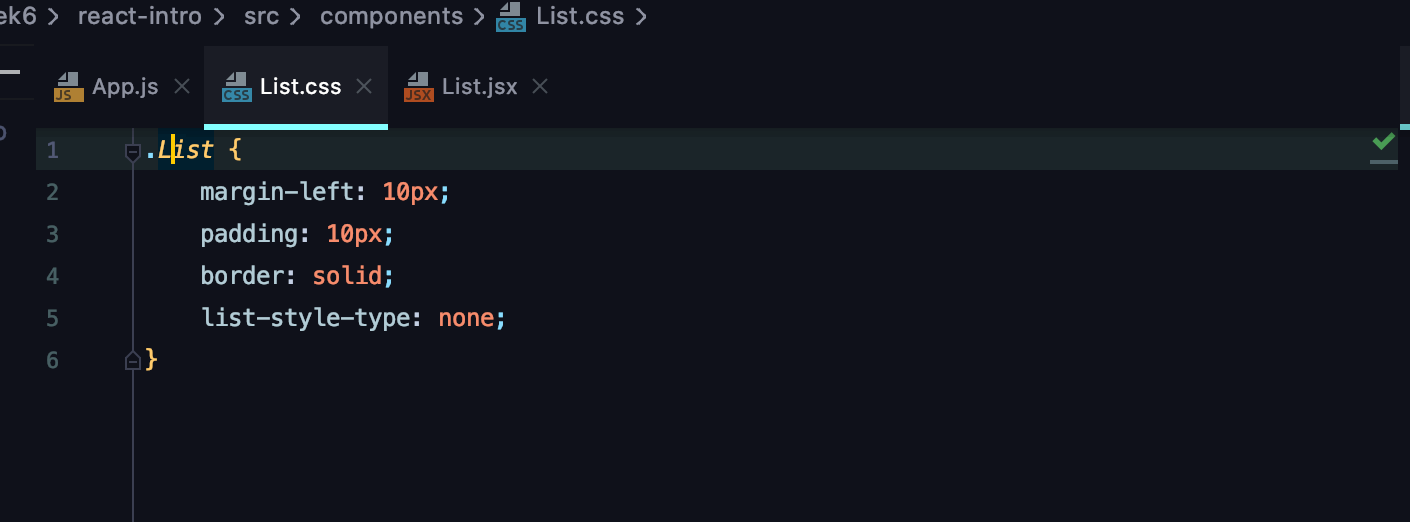 ek6 > react-intro > src > components > CSS List.css >
JS App.js × CSS List.css × JSX List.jsx ×
1 .List {
2 margin-left: 10px;
3 padding: 10px;
4 border: solid;
5 list-style-type: none;
6 }